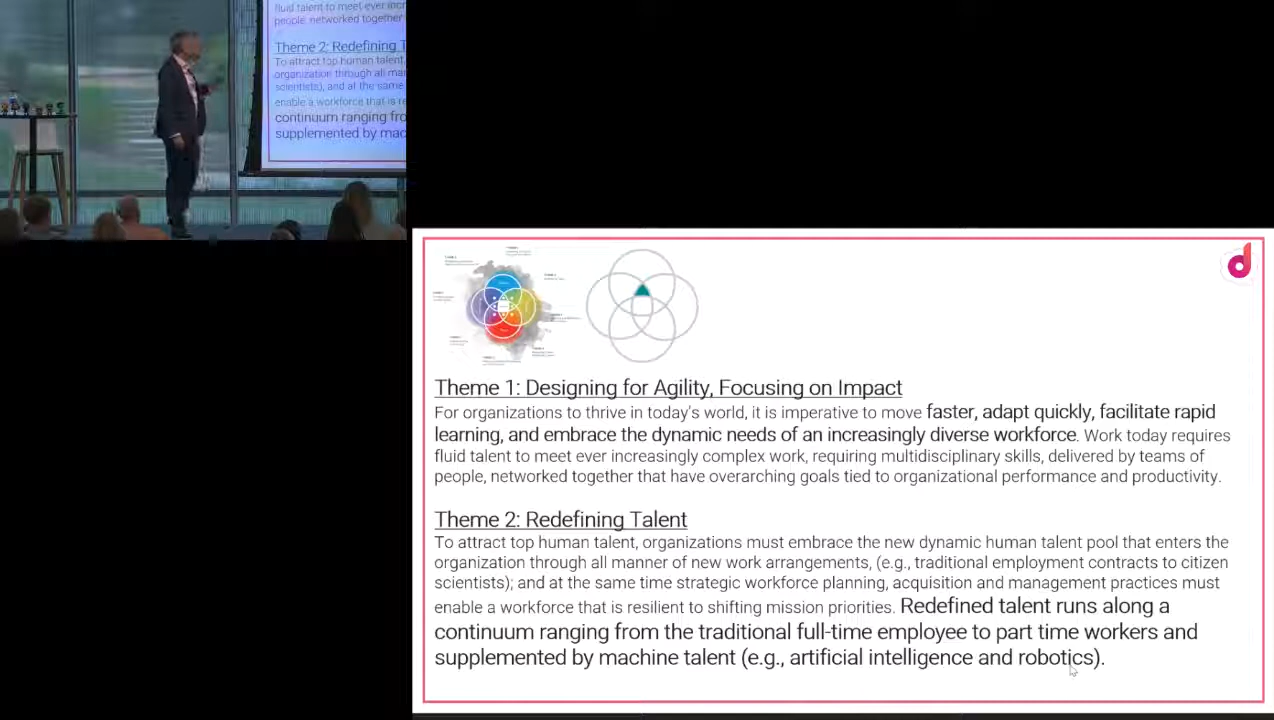 fluid talent to meet ever incr
people, networked together
Theme 2: Redefining T
To attract top human talent,
organization through all mar
scientists), and at the same
enable a workforce that is re
continuum ranging fro
supplemented by mac
Theme 1: Designing for Agility, Focusing on Impact
For organizations to thrive in today's world, it is imperative to move faster, adapt quickly, facilitate rapid
learning, and embrace the dynamic needs of an increasingly diverse workforce. Work today requires
fluid talent to meet ever increasingly complex work, requiring multidisciplinary skills, delivered by teams of
people, networked together that have overarching goals tied to organizational performance and productivity.
Theme 2: Redefining Talent
To attract top human talent, organizations must embrace the new dynamic human talent pool that enters the
organization through all manner of new work arrangements, (e.g., traditional employment contracts to citizen
scientists); and at the same time strategic workforce planning, acquisition and management practices must
enable a workforce that is resilient to shifting mission priorities. Redefined talent runs along a
continuum ranging from the traditional full-time employee to part time workers and
supplemented by machine talent (e.g., artificial intelligence and robotics).